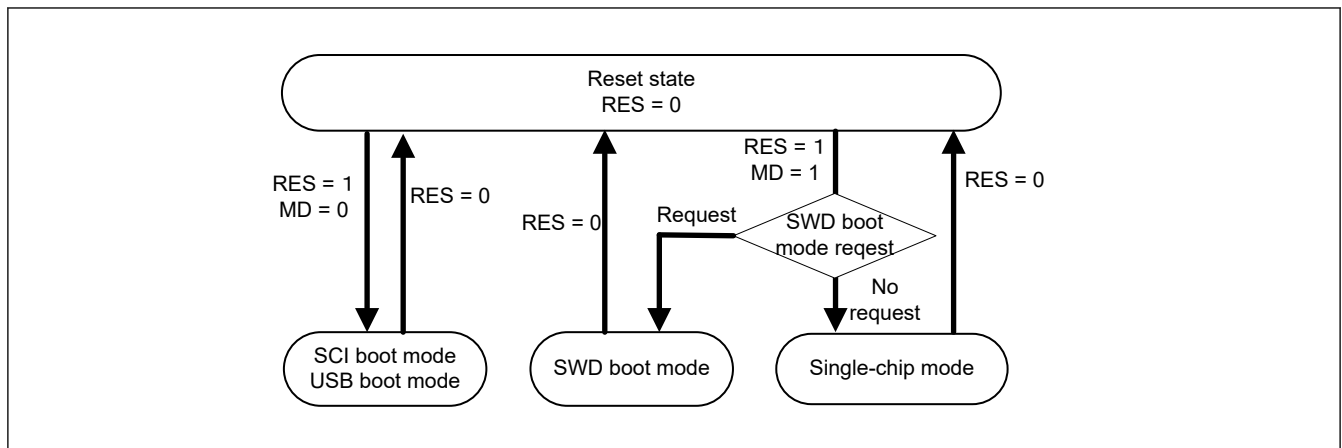 Reset state
RES = 0
RES = 1
MD = 0
RES = 0
RES = 0
RES = 1
MD = 1
RES = 0
Request
SWD boot
mode reqest
No
request
SCI boot mode
USB boot mode
SWD boot mode
Single-chip mode